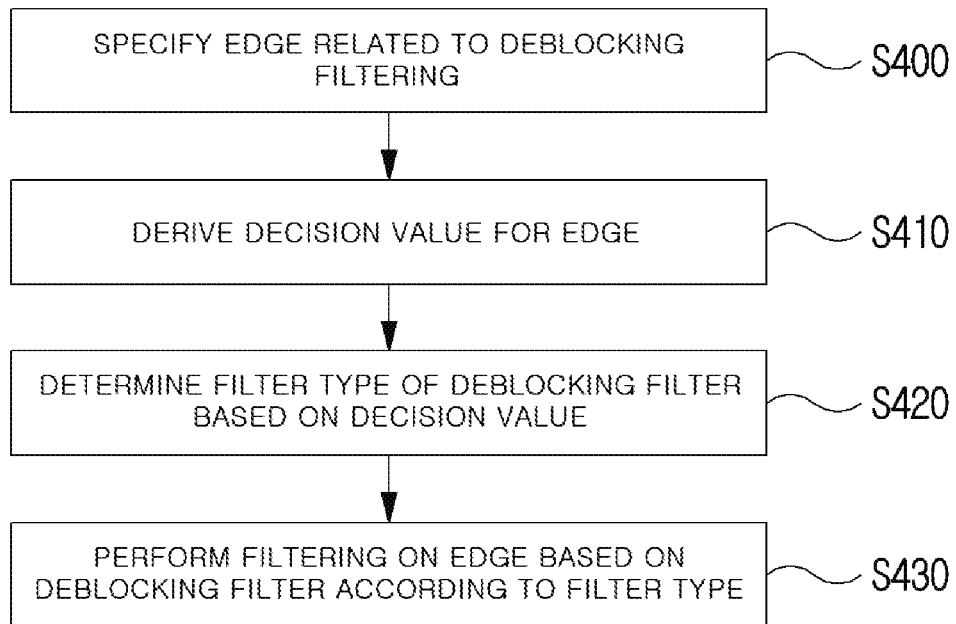 SPECIFY EDGE RELATED TO DEBLOCKING
FILTERING
S400
DERIVE DECISION VALUE FOR EDGE
S410
DETERMINE FILTER TYPE OF DEBLOCKING FILTER
BASED ON DECISION VALUE
S420
PERFORM FILTERING ON EDGE BASED ON
DEBLOCKING FILTER ACCORDING TO FILTER TYPE
S430